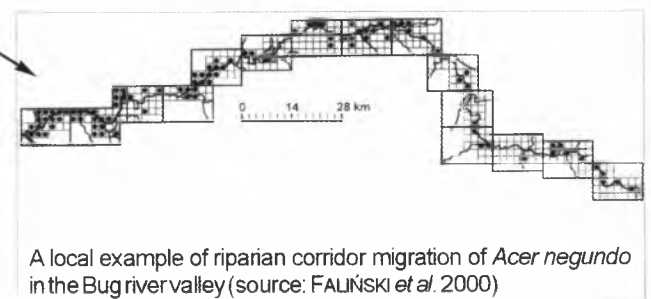 0 14 28 km
A local example of riparian corridor migration of Acer negundo
in the Bug river valley (source: FALIŃSKI et al. 2000)